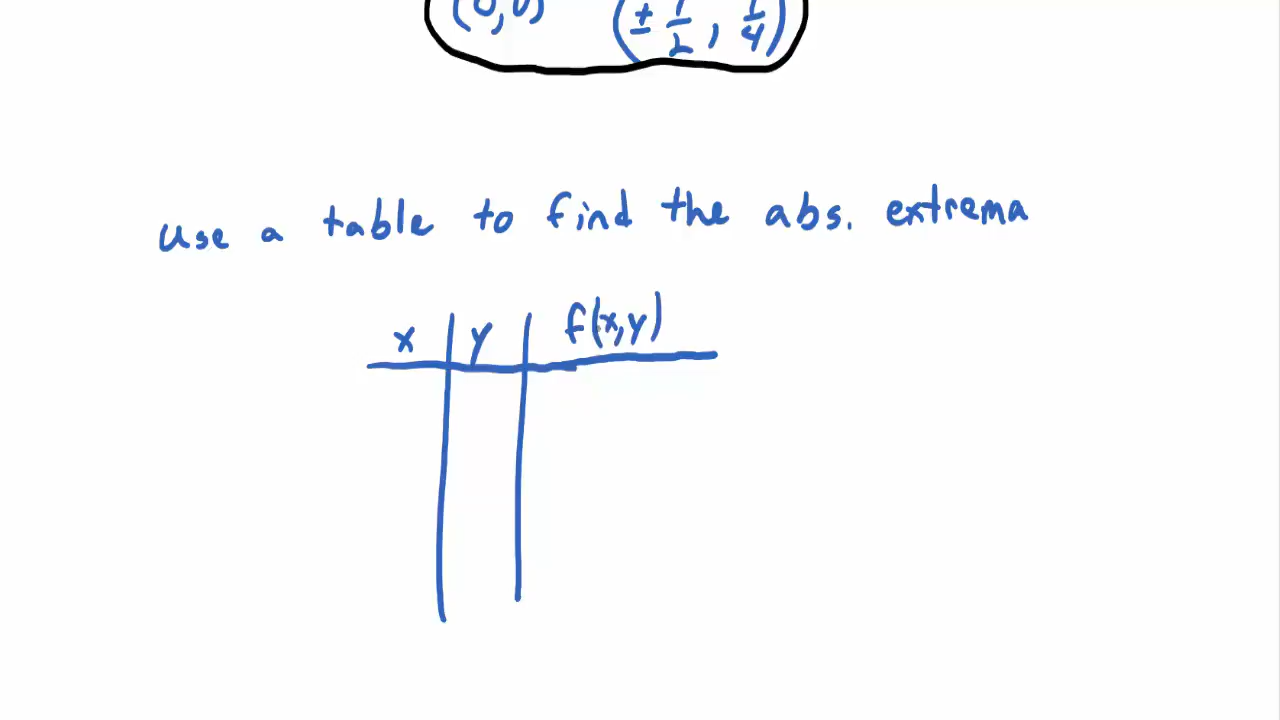 (0,0) (± 1/2, 1/4)
Use a table to find the abs. extrema
x y f(x,y)